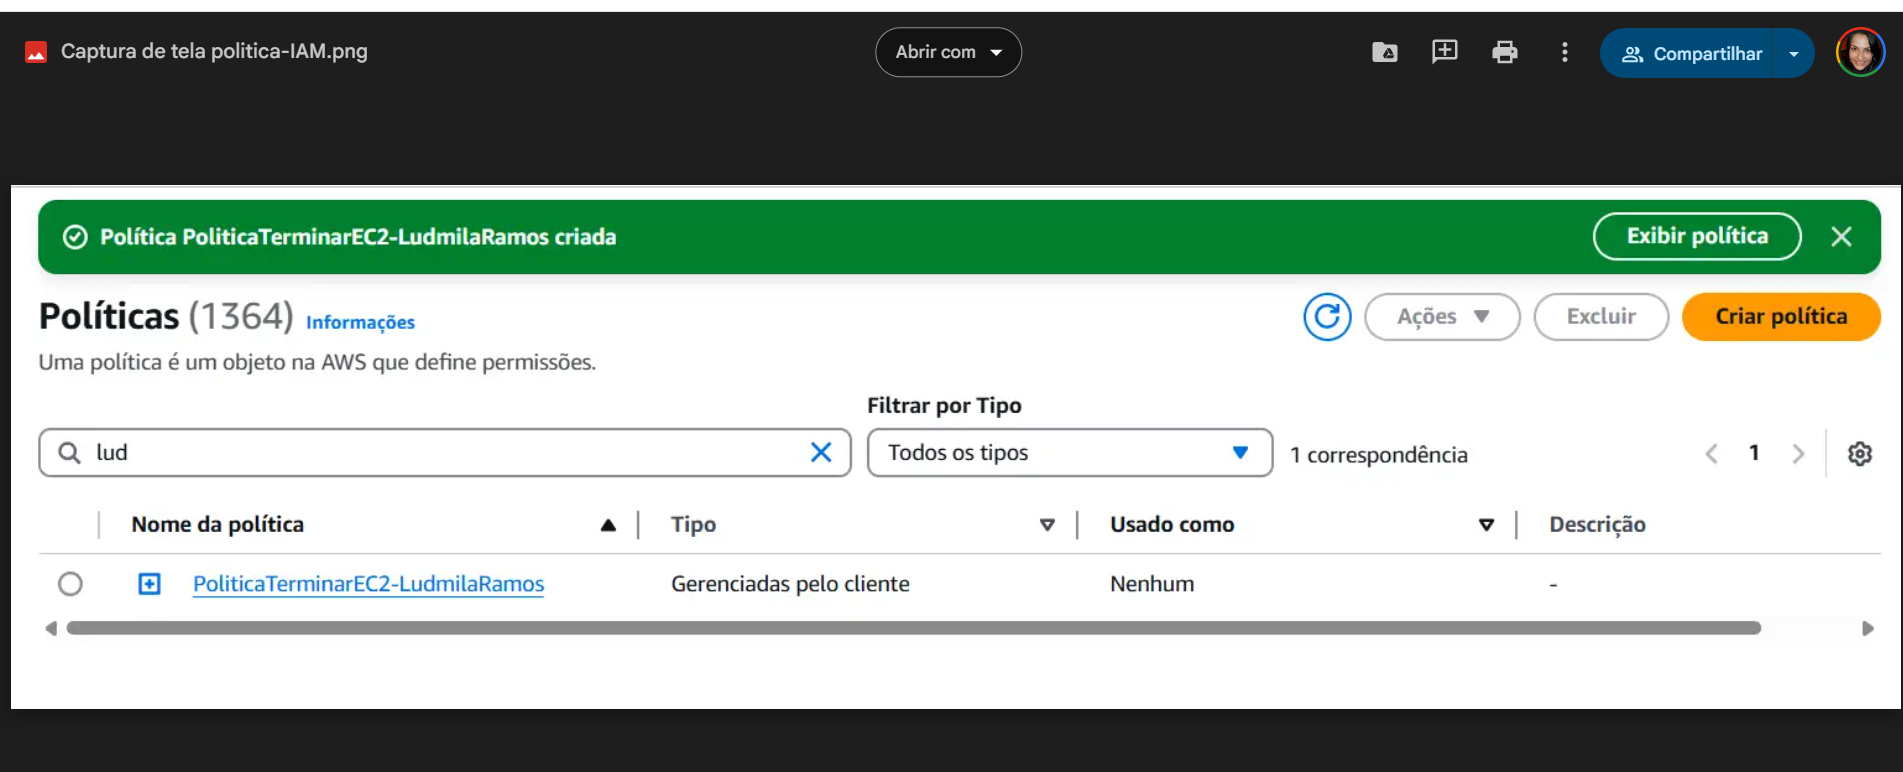 Captura de tela politica-IAM.png
Abrir com
Compartilhar
Política PoliticaTerminarEC2-LudmilaRamos criada
Exibir política
Políticas (1364) Informações
Ações
Excluir
Criar política
Uma política é um objeto na AWS que define permissões.
Filtrar por Tipo
lud
Todos os tipos
1 correspondência
1
Nome da política
Tipo
Usado como
Descrição
PoliticaTerminarEC2-LudmilaRamos
Gerenciadas pelo cliente
Nenhum
-